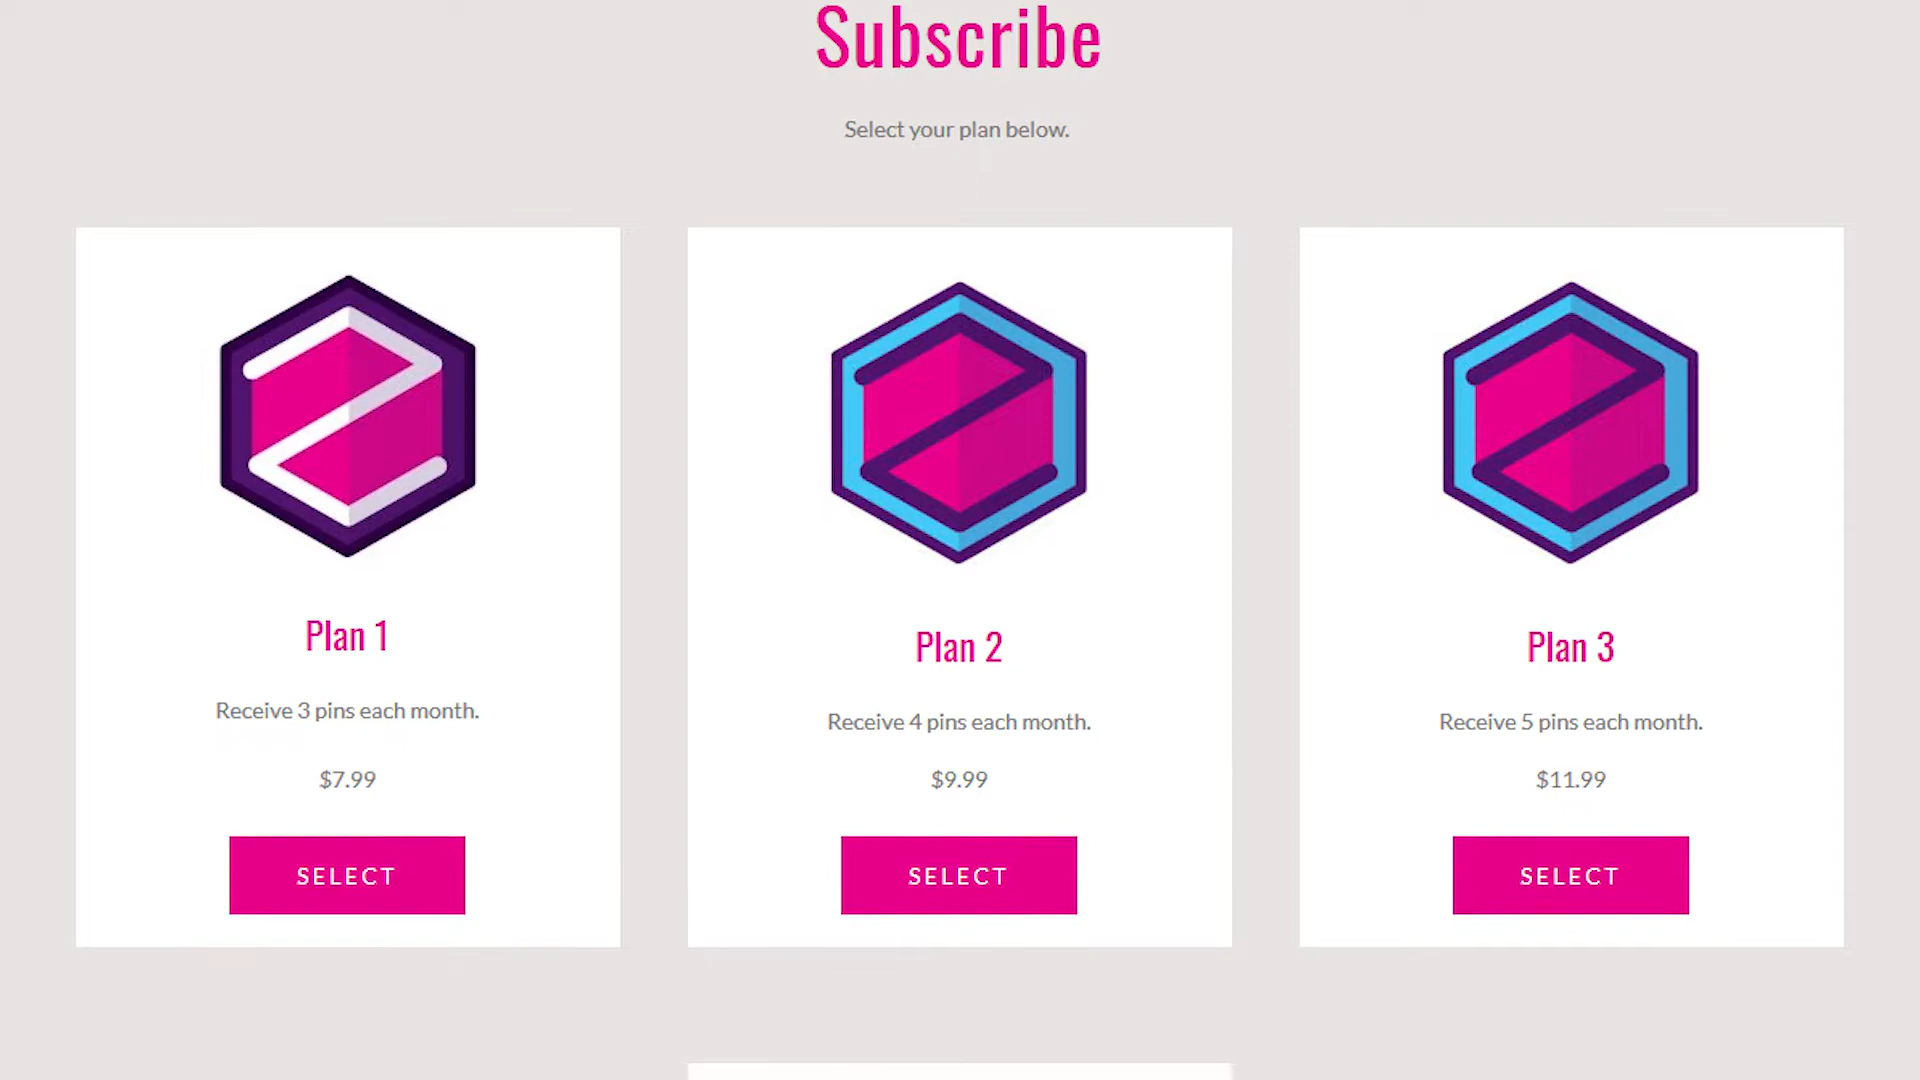 Subscribe
Select your plan below.
Plan 1
Receive 3 pins each month.
$7.99
SELECT
Plan 2
Receive 4 pins each month.
$9.99
SELECT
Plan 3
Receive 5 pins each month.
$11.99
SELECT